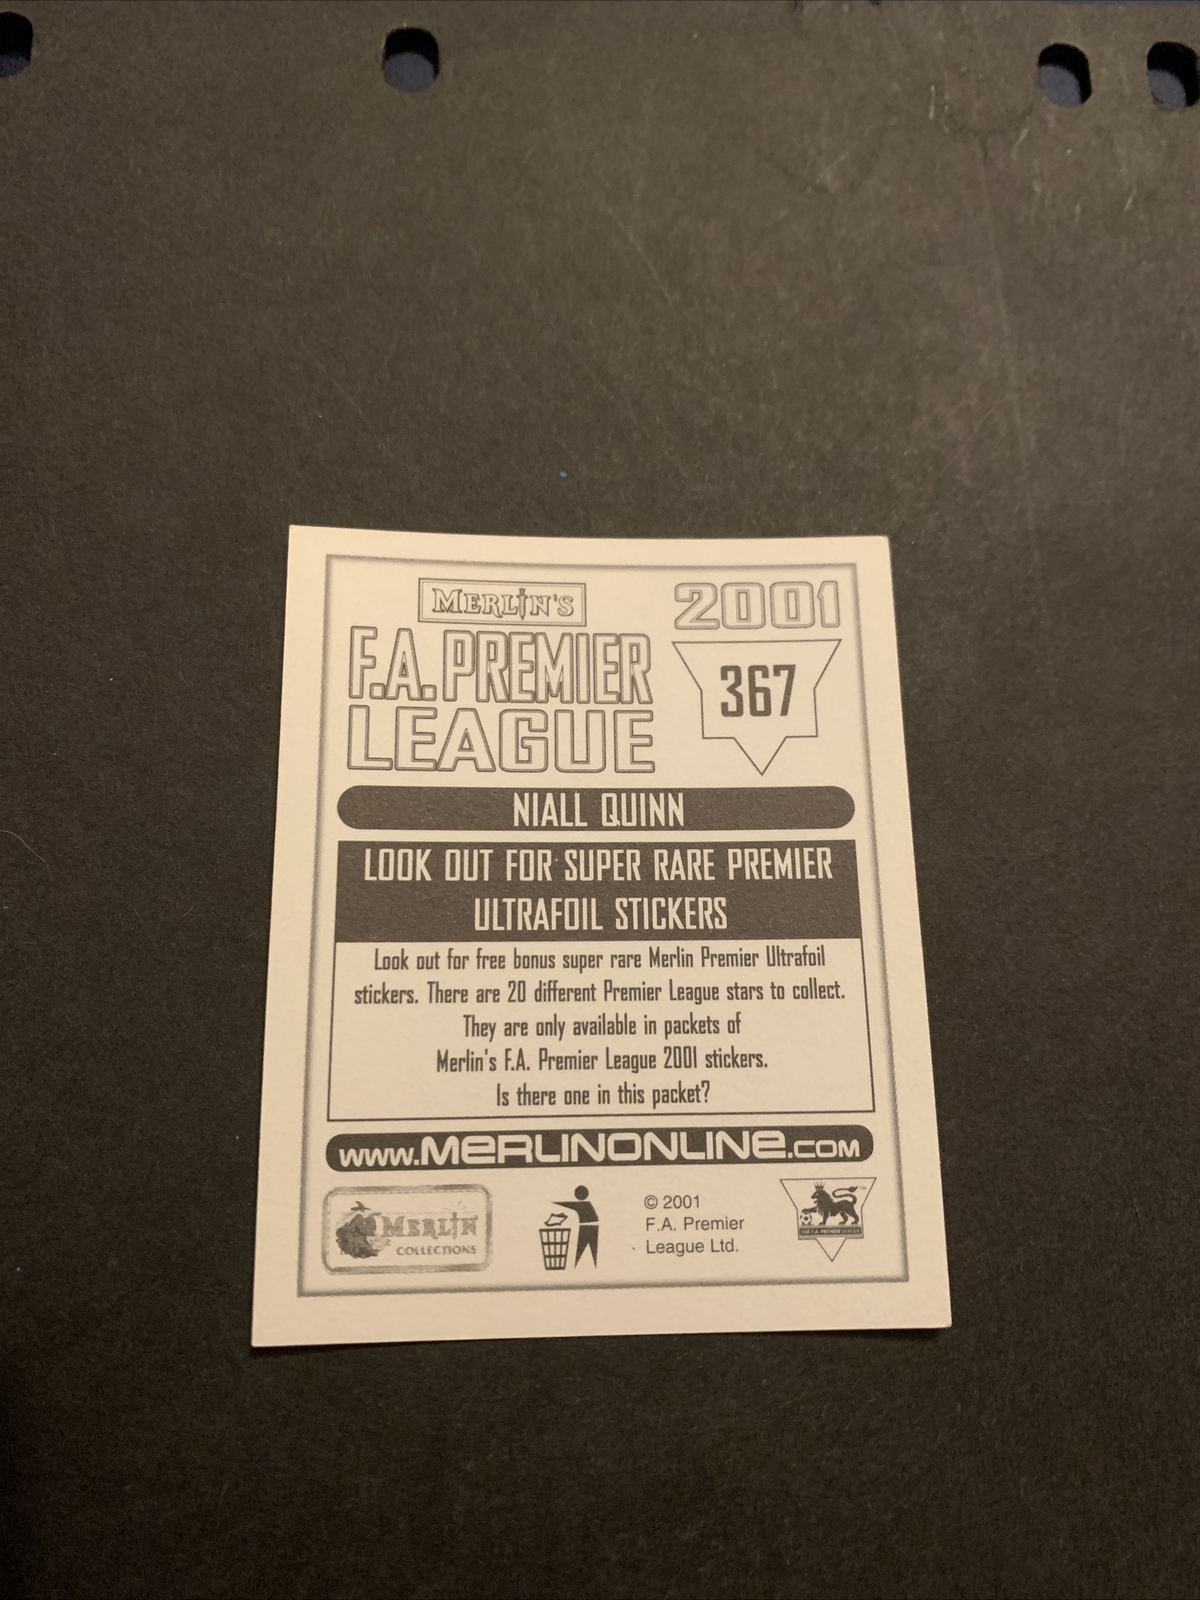 MERLIN'S
2001
F.A. PREMIER
LEAGUE
367
NIALL QUINN
LOOK OUT FOR SUPER RARE PREMIER
ULTRAFOIL STICKERS
Look out for free bonus super rare Merlin Premier Ultrafoil
stickers. There are 20 different Premier League stars to collect.
They are only available in packets of
Merlin's F.A. Premier League 2001 stickers.
Is there one in this packet?
www.MERLINONLINE.COM
MERLIN
COLLECTIONS
© 2001
F.A. Premier
League Ltd.
THE F.A. PREMIER LEAGUE